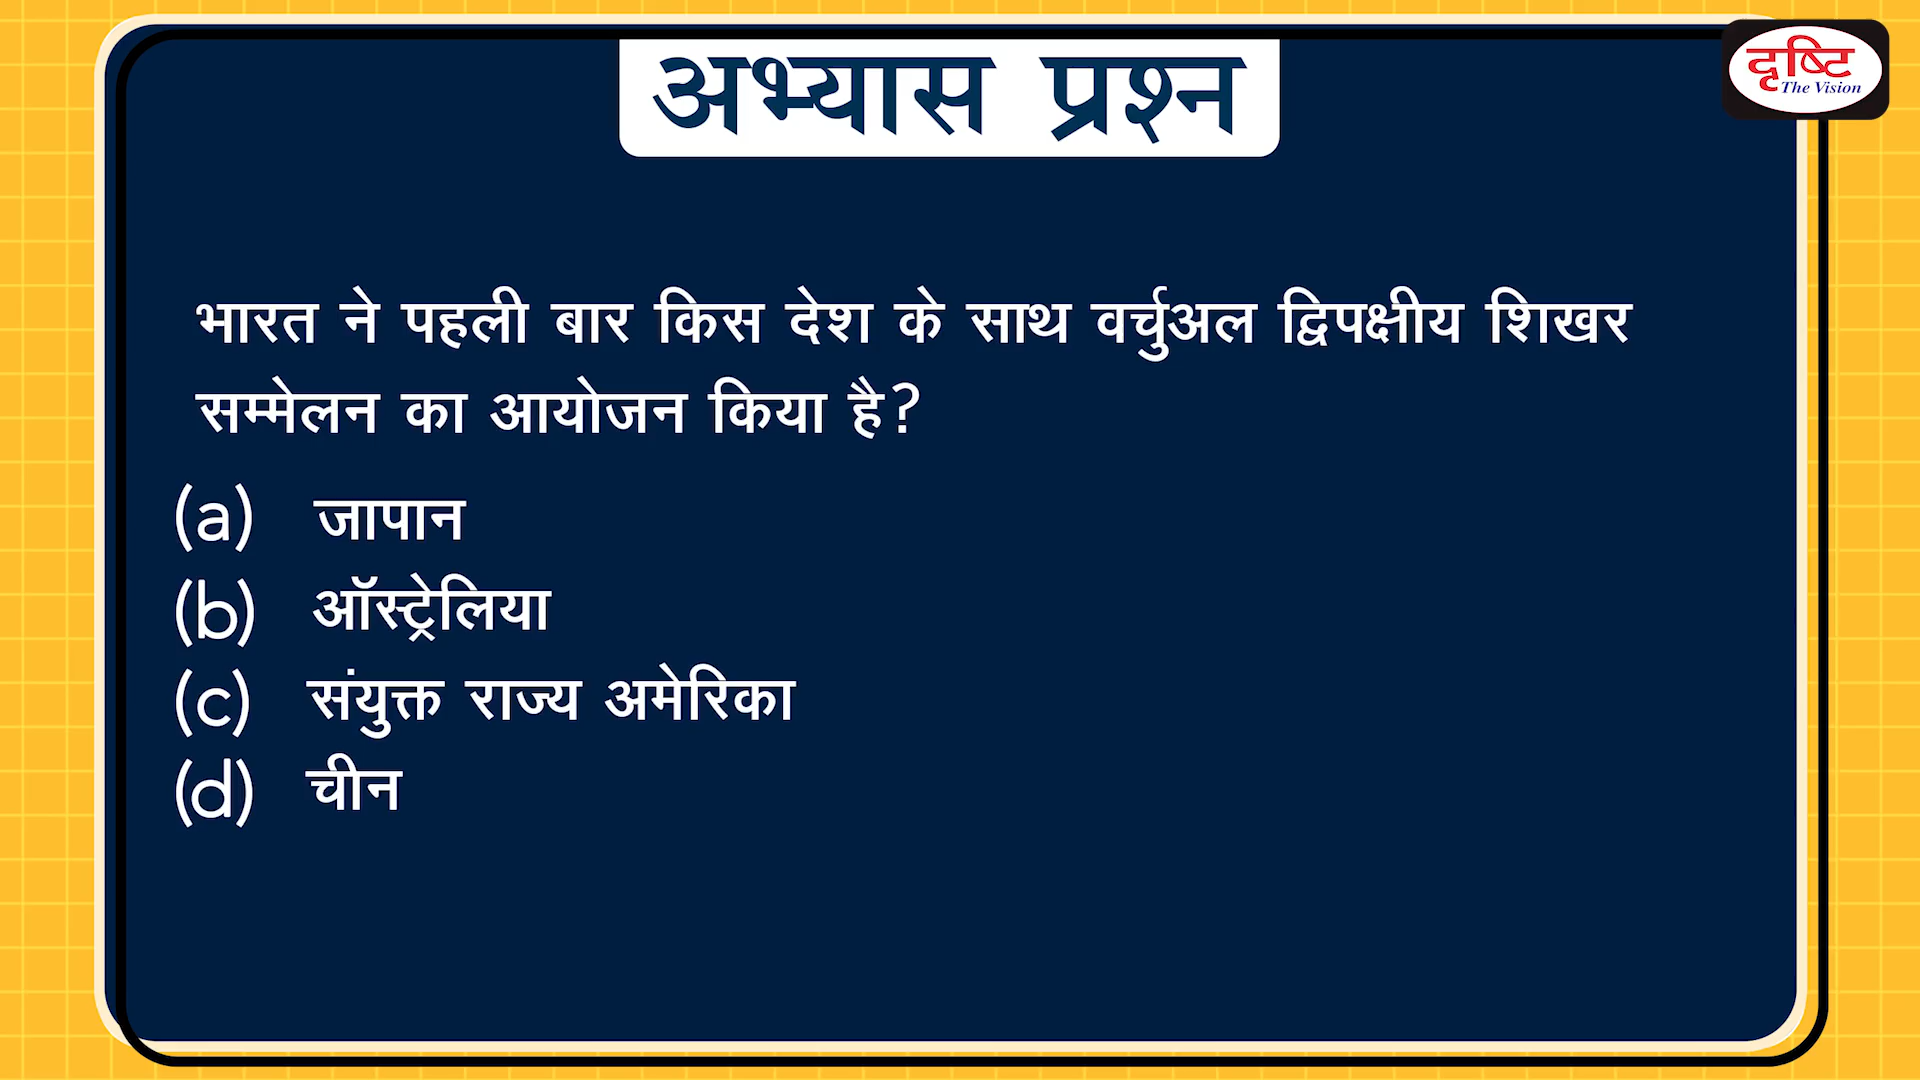 अभ्यास प्रश्न
दृष्टि
The Vision
भारत ने पहली बार किस देश के साथ वर्चुअल द्विपक्षीय शिखर
सम्मेलन का आयोजन किया है?
(a) जापान
(b) ऑस्ट्रेलिया
(c) संयुक्त राज्य अमेरिका
(d) चीन